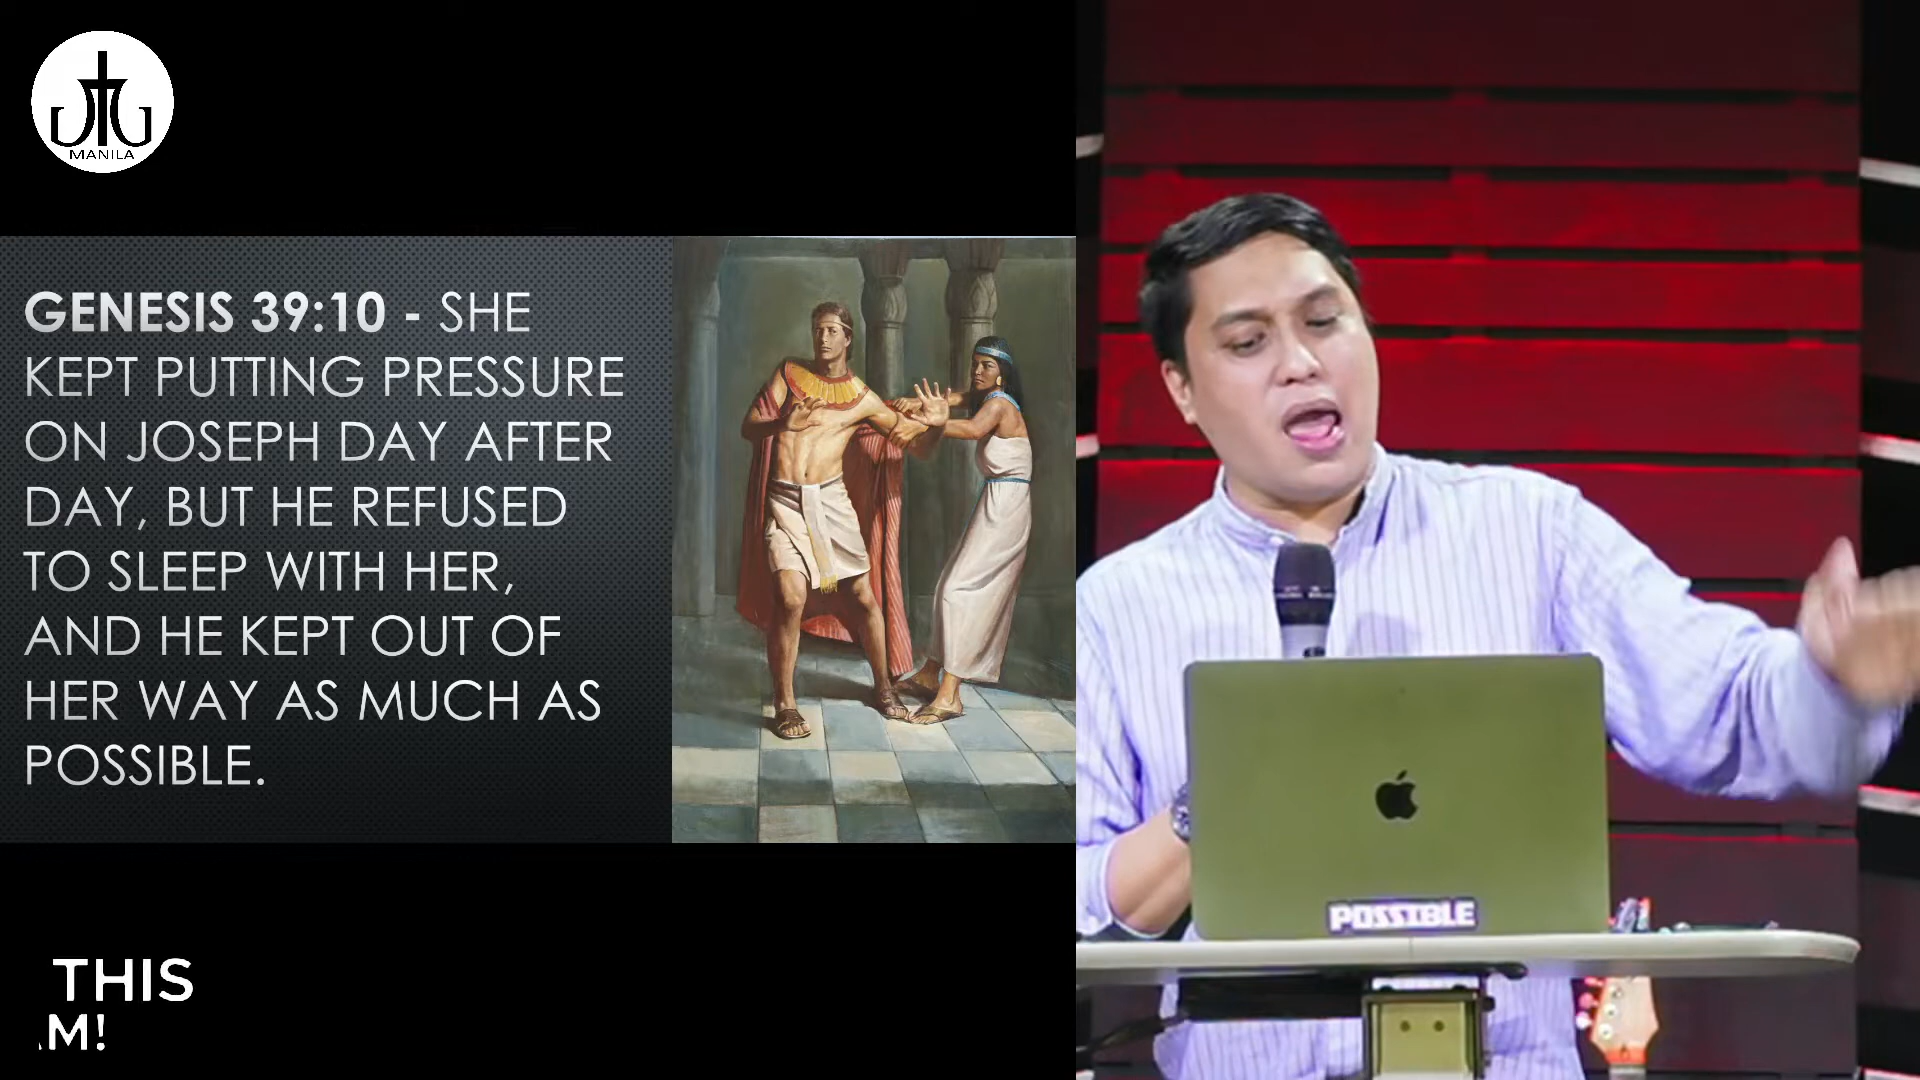 JTG
MANILA
GENESIS 39:10 - SHE
KEPT PUTTING PRESSURE
ON JOSEPH DAY AFTER
DAY, BUT HE REFUSED
TO SLEEP WITH HER,
AND HE KEPT OUT OF
HER WAY AS MUCH AS
POSSIBLE.
THIS
M!
POSSIBLE